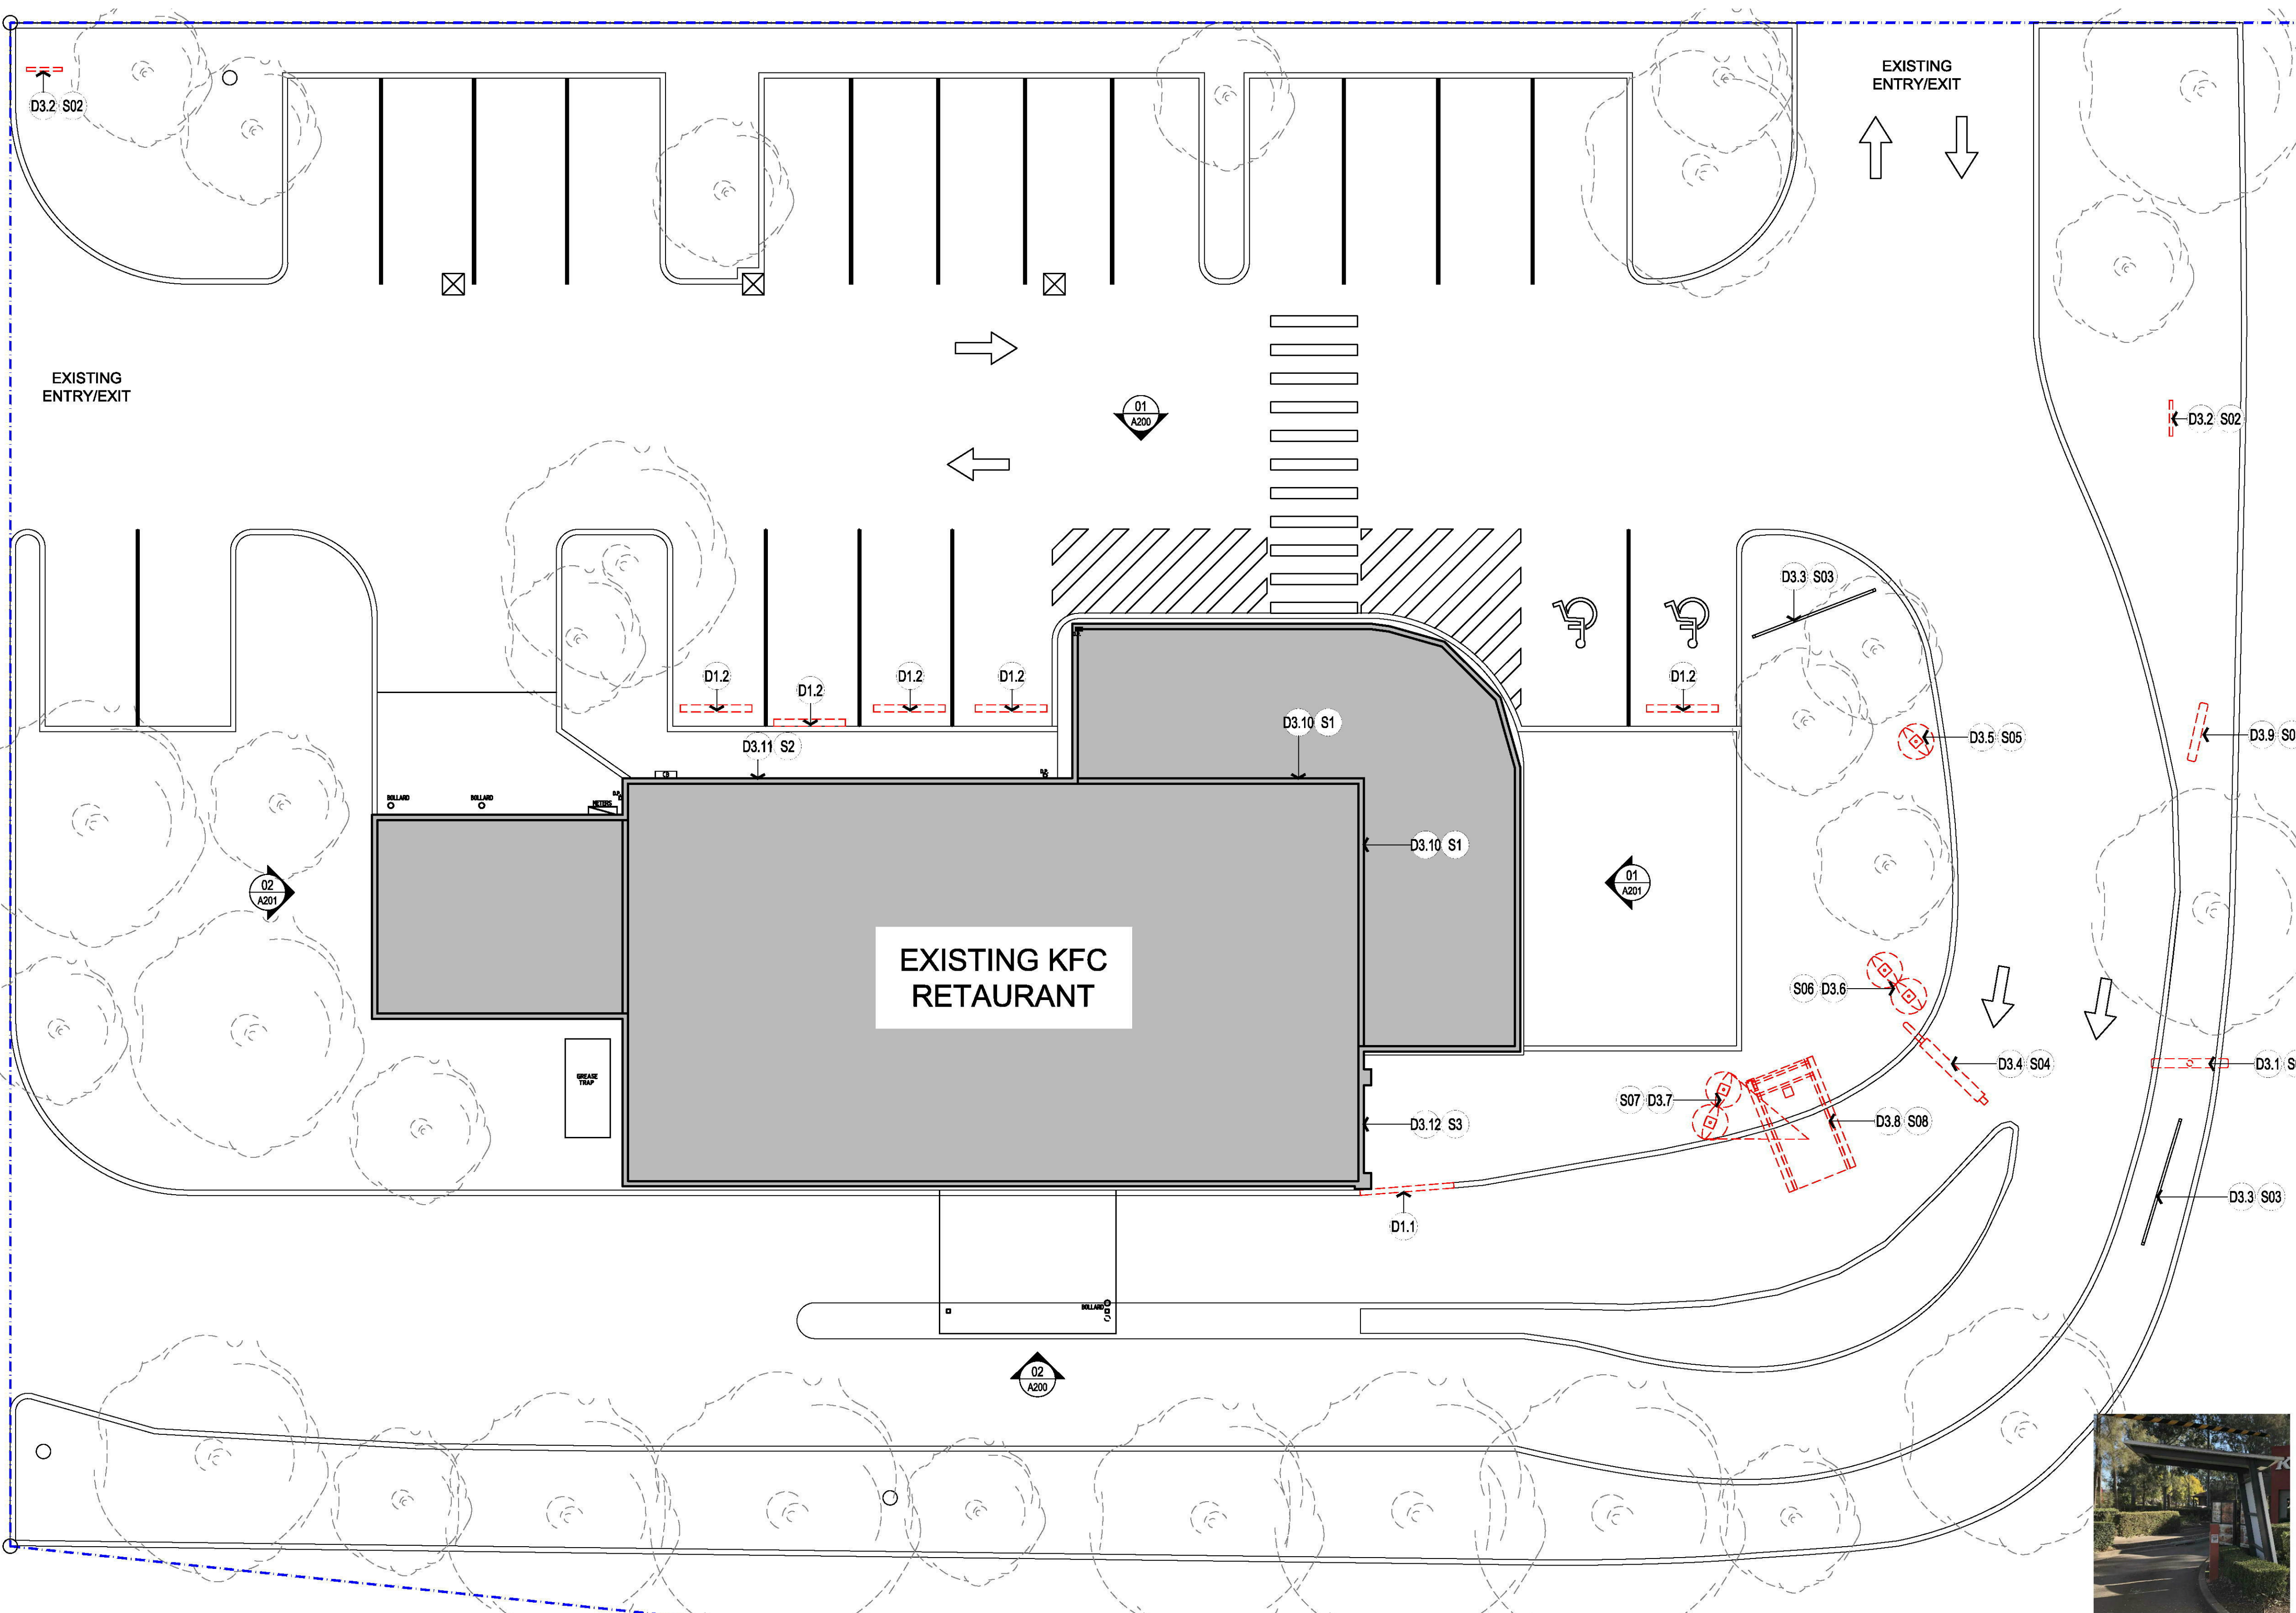 EXISTING
ENTRY/EXIT
D3.2 S02
EXISTING
ENTRY/EXIT
01
A200
D3.2 S02
D3.3 S03
D1.2
D1.2
D1.2
D1.2
D1.2
D3.10 S1
D3.11 S2
D3.5 S05
D3.9 S0
BOLLARD
BOLLARD
METERS
D3.10 S1
02
A201
01
A201
EXISTING KFC
RETAURANT
S06 D3.6
GREASE
TRAP
D3.4 S04
D3.1 S
S07 D3.7
D3.8 S08
D3.12 S3
D3.3 S03
D1.1
BOLLARD
02
A200